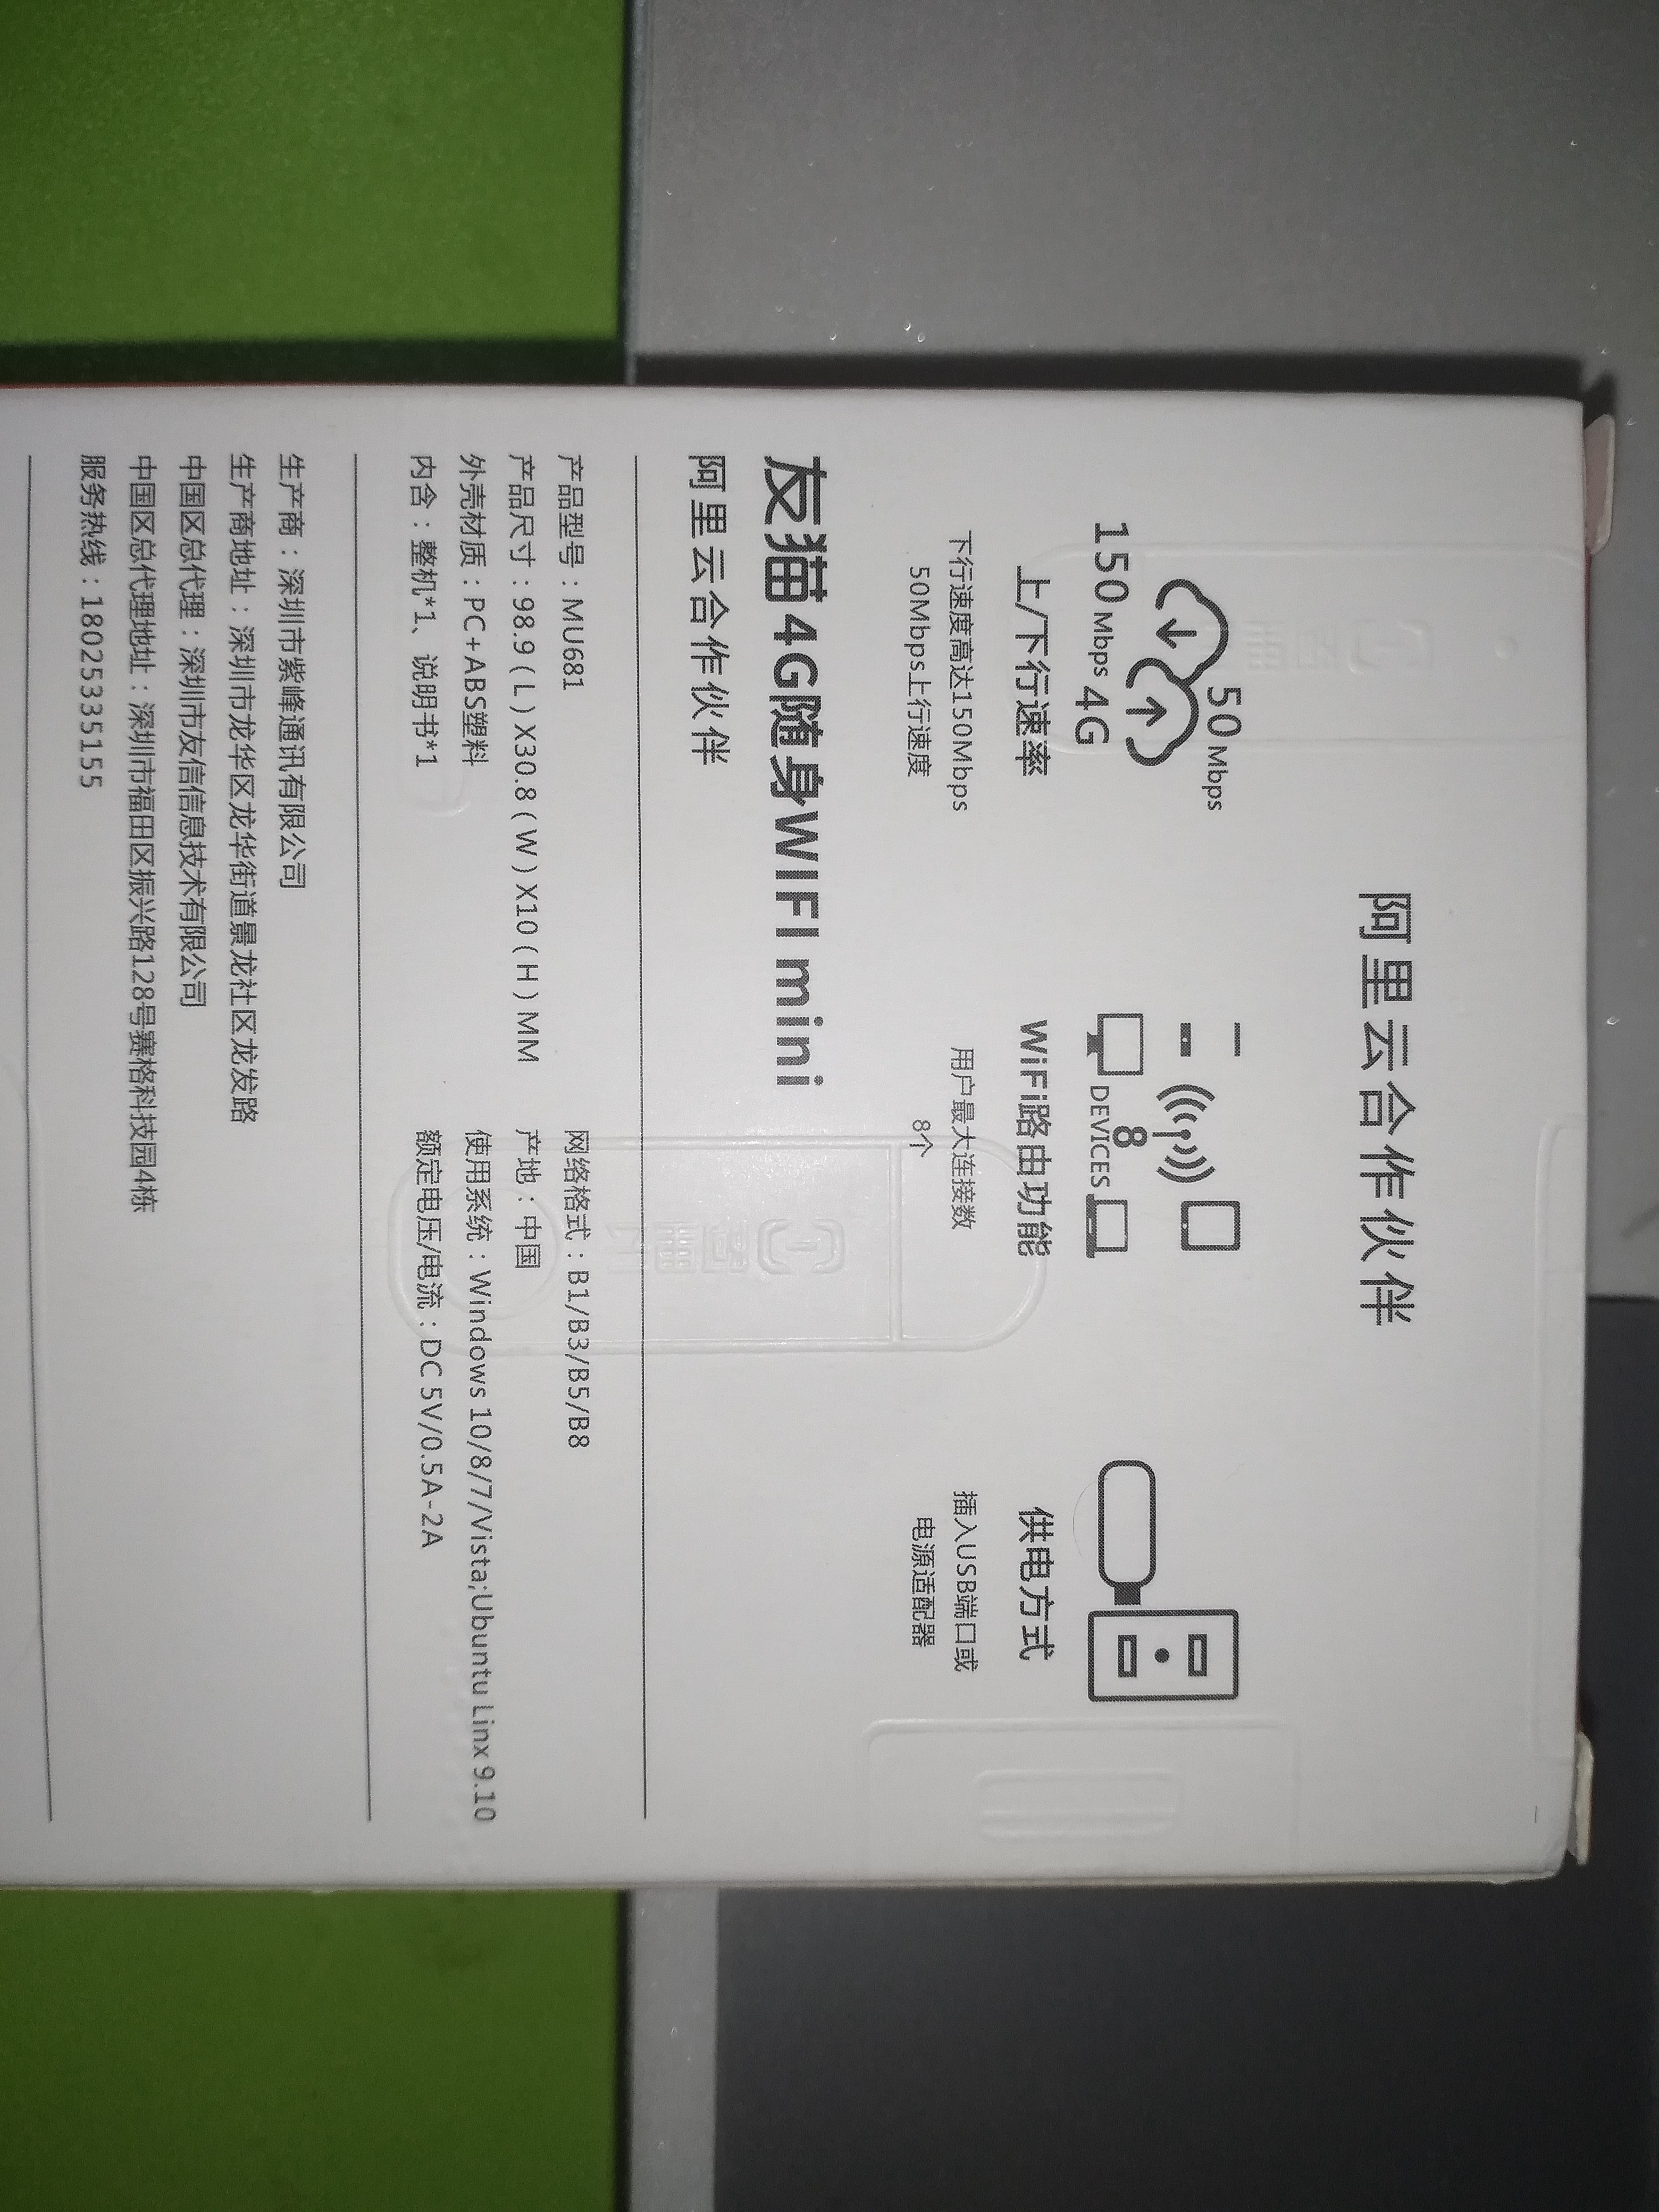 阿里云合作伙伴
50 Mbps
150 Mbps 4G
8
DEVICES
上/下行速率
WiFi路由功能
供电方式
下行速度高达150Mbps
50Mbps上行速度
用户最大连接数
8个
插入USB端口或
电源适配器
友猫4G随身WIFI mini
阿里云合作伙伴
产品型号：MU681
产品尺寸：98.9（L）X30.8（W）X10（H）MM
外壳材质：PC+ABS塑料
内含：整机*1、说明书*1
网络格式：B1/B3/B5/B8
产地：中国
使用系统：Windows 10/8/7/Vista;Ubuntu Linx 9.10
额定电压/电流：DC 5V/0.5A-2A
生产商：深圳市紫峰通讯有限公司
生产商地址：深圳市龙华区龙华街道景龙社区龙发路
中国区总代理：深圳市友信信息技术有限公司
中国区总代理地址：深圳市福田区振兴路128号赛格科技园4栋
服务热线：18025335155
阿里云